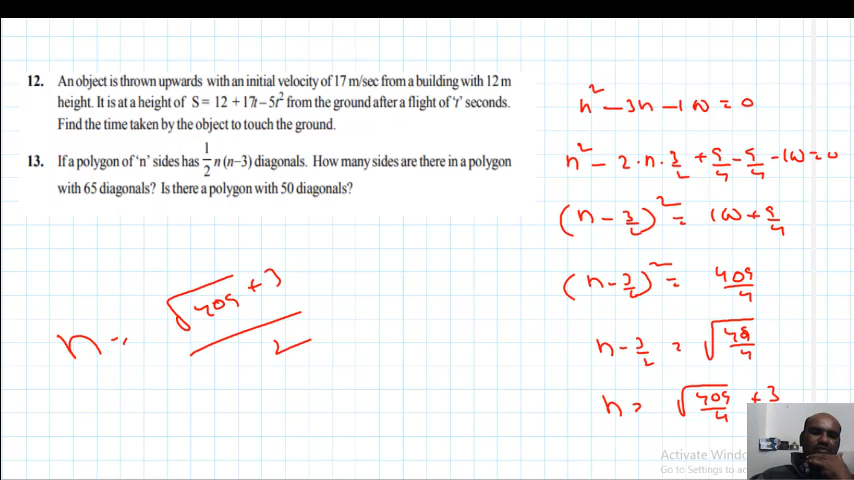 12. An object is thrown upwards with an initial velocity of 17 m/sec from a building with 12 m
height. It is at a height of S = 12 + 17t – 5t² from the ground after a flight of 't' seconds.
Find the time taken by the object to touch the ground.
13. If a polygon of 'n' sides has 1/2 n (n–3) diagonals. How many sides are there in a polygon
with 65 diagonals? Is there a polygon with 50 diagonals?
n² – 3n – 100 = 0
n² – 2·n·3/2 + 9/4 – 9/4 – 100 = 0
(n – 3/2)² = 100 + 9/4
(n – 3/2)² = 409/4
n – 3/2 = √409/4
n = √409/4 + 3
n = √409 + 3 / 2
Activate Windo
Go to Settings to a